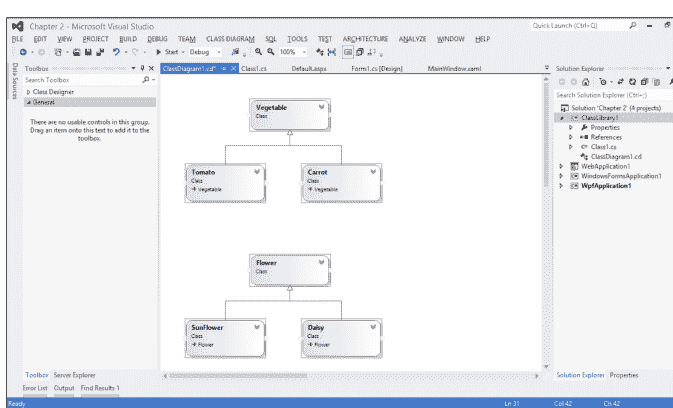 Chapter 2 - Microsoft Visual Studio
Quick Launch (Ctrl+Q)
FILE EDIT VIEW PROJECT BUILD DEBUG TEAM CLASS DIAGRAM SQL TOOLS TEST ARCHITECTURE ANALYZE WINDOW HELP
Start Debug 100%
Data Sources
Toolbox
Search Toolbox
Class Designer
General
There are no usable controls in this group.
Drag an item onto this text to add it to the
toolbox.
Toolbox Server Explorer
ClassDiagram1.cd* Class1.cs Default.aspx Form1.cs [Design] MainWindow.xaml
Vegetable
Class
Tomato
Class
Vegetable
Carrot
Class
Vegetable
Flower
Class
SunFlower
Class
Flower
Daisy
Class
Flower
Solution Explorer
Search Solution Explorer (Ctrl+;)
Solution 'Chapter 2' (4 projects)
ClassLibrary1
Properties
References
Class1.cs
ClassDiagram1.cd
WebApplication1
WindowsFormsApplication1
WpfApplication1
Solution Explorer Properties
Error List Output Find Results 1
Ready Ln 31 Col 42 Ch 42